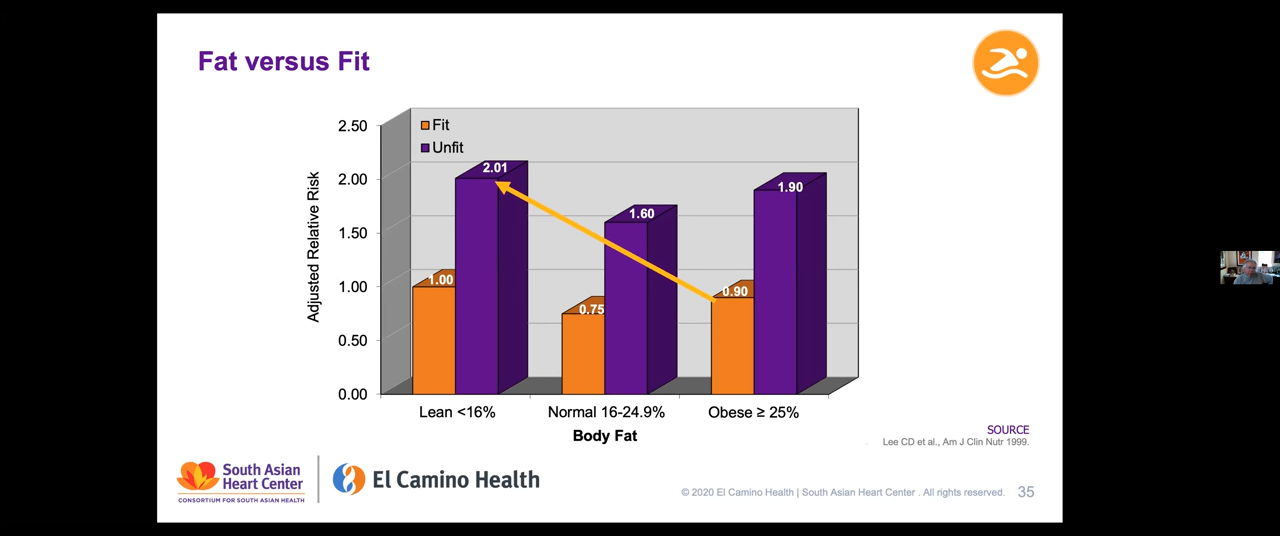 Fat versus Fit
Fit
Unfit
2.50
2.00
1.50
1.00
0.50
0.00
Adjusted Relative Risk
1.00
2.01
0.75
1.60
0.90
1.90
Lean <16%
Normal 16-24.9%
Obese ≥ 25%
Body Fat
SOURCE
Lee CD et al., Am J Clin Nutr 1999.
South Asian
Heart Center
CONSORTIUM FOR SOUTH ASIAN HEALTH
El Camino Health
© 2020 El Camino Health | South Asian Heart Center . All rights reserved.
35